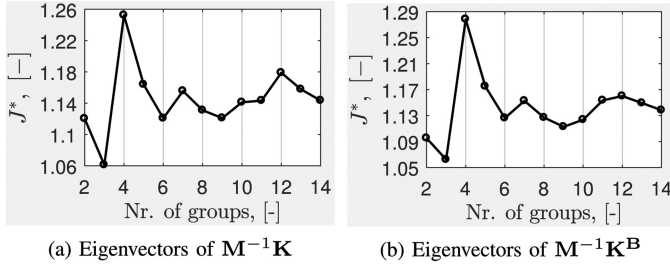 1.26
1.22
1.18
1.14
1.1
1.06
J*, [−]
2 4 6 8 10 12 14
Nr. of groups, [-]
(a) Eigenvectors of M⁻¹K
1.29
1.25
1.21
1.17
1.13
1.09
1.05
J*, [−]
2 4 6 8 10 12 14
Nr. of groups, [-]
(b) Eigenvectors of M⁻¹Kᴮ